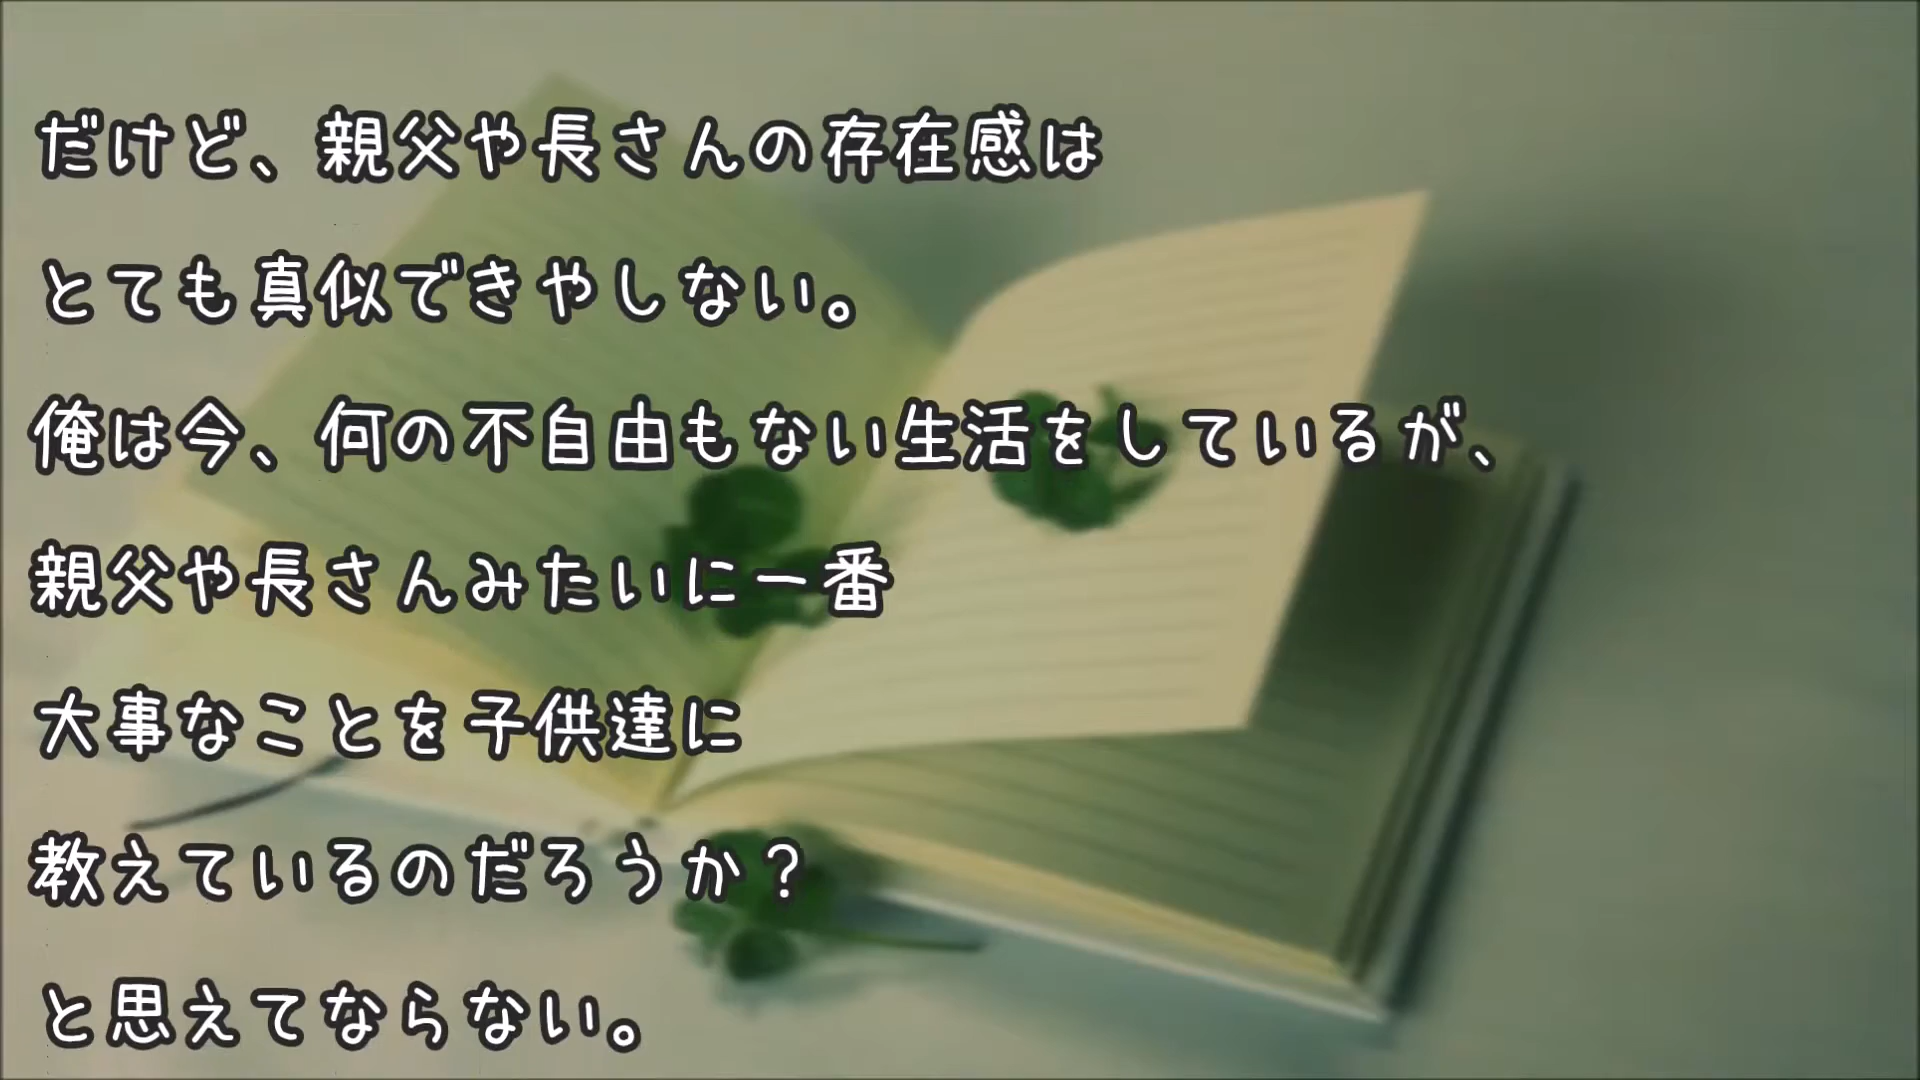 だけど、親父や長さんの存在感は
とても真似できやしない。
俺は今、何の不自由もない生活をしているが、
親父や長さんみたいに一番
大事なことを子供達に
教えているのだろうか？
と思えてならない。